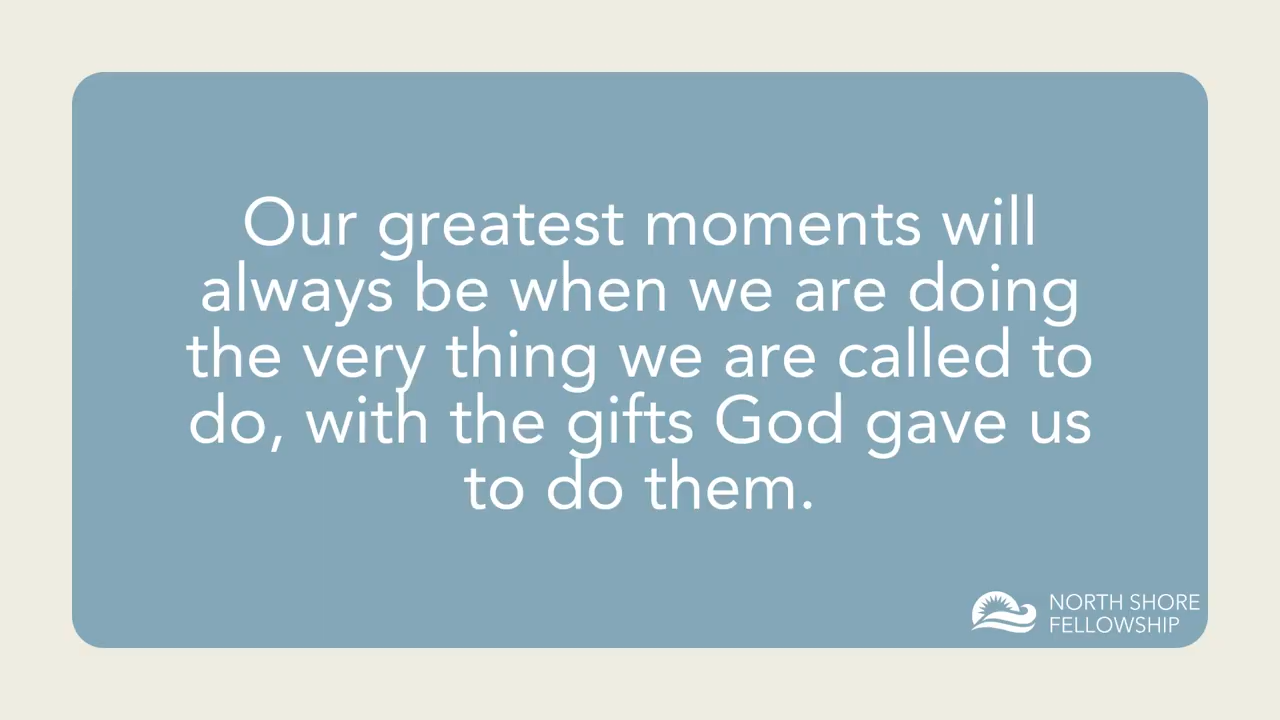 Our greatest moments will
always be when we are doing
the very thing we are called to
do, with the gifts God gave us
to do them.
NORTH SHORE
FELLOWSHIP